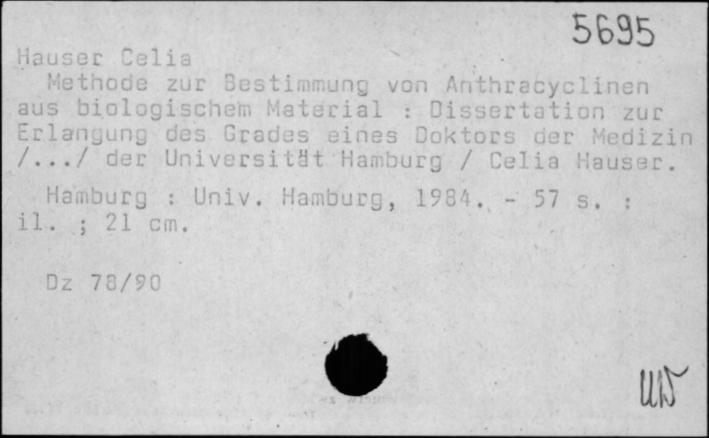 5695
Hauser Celia
Methode zur Bestimmung von Anthracyclinen
aus biologischem Material : Dissertation zur
Erlangung des Grades eines Doktors der Medizin
/.../ der Universität Hamburg / Celia Hauser.
Hamburg : Univ. Hamburg, 1984. - 57 s. :
il. ; 21 cm.
Dz 78/90